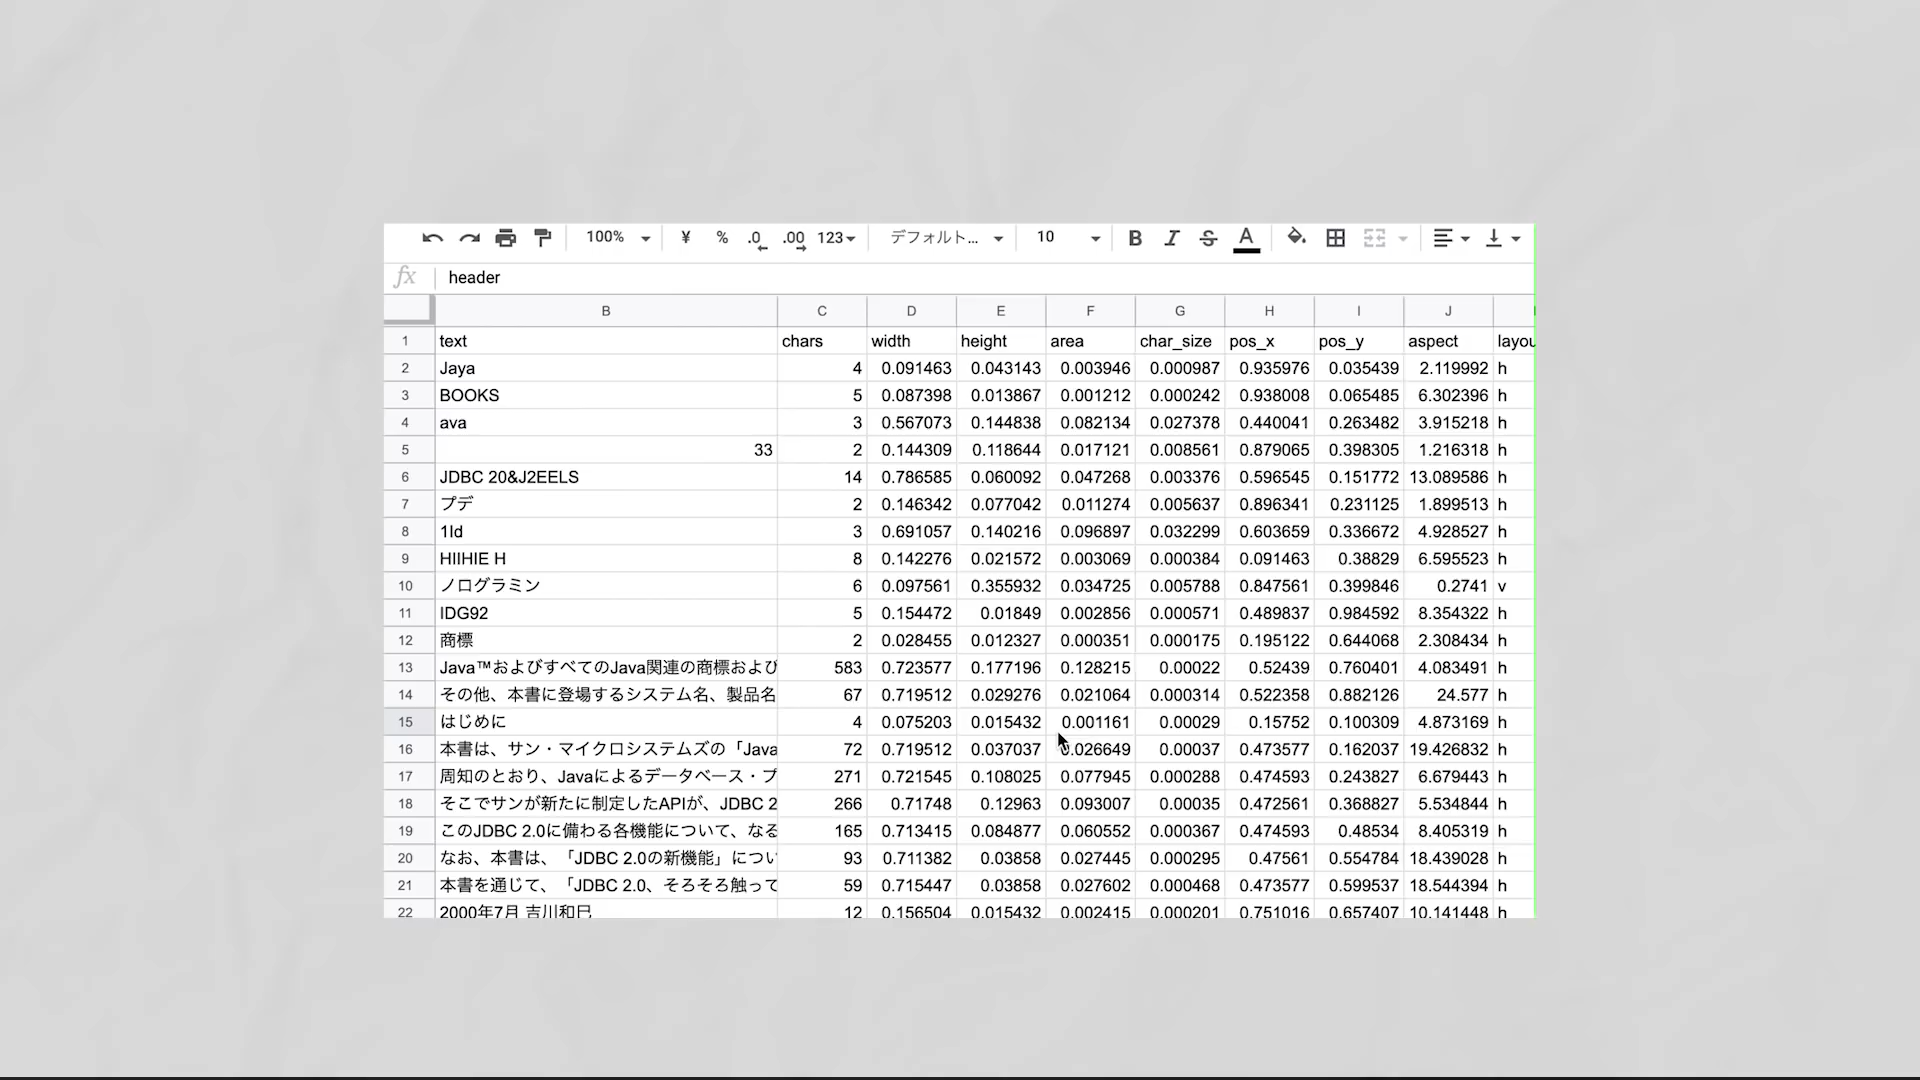 100% ¥ % .0 .00 123 デフォルト... 10 B I S A
fx header
B C D E F G H I J
1 text chars width height area char_size pos_x pos_y aspect layou
2 Jaya 4 0.091463 0.043143 0.003946 0.000987 0.935976 0.035439 2.119992 h
3 BOOKS 5 0.087398 0.013867 0.001212 0.000242 0.938008 0.065485 6.302396 h
4 ava 3 0.567073 0.144838 0.082134 0.027378 0.440041 0.263482 3.915218 h
5 33 2 0.144309 0.118644 0.017121 0.008561 0.879065 0.398305 1.216318 h
6 JDBC 20&J2EELS 14 0.786585 0.060092 0.047268 0.003376 0.596545 0.151772 13.089586 h
7 プデ 2 0.146342 0.077042 0.011274 0.005637 0.896341 0.231125 1.899513 h
8 1Id 3 0.691057 0.140216 0.096897 0.032299 0.603659 0.336672 4.928527 h
9 HIIHIE H 8 0.142276 0.021572 0.003069 0.000384 0.091463 0.38829 6.595523 h
10 ノログラミン 6 0.097561 0.355932 0.034725 0.005788 0.847561 0.399846 0.2741 v
11 IDG92 5 0.154472 0.01849 0.002856 0.000571 0.489837 0.984592 8.354322 h
12 商標 2 0.028455 0.012327 0.000351 0.000175 0.195122 0.644068 2.308434 h
13 Java™およびすべてのJava関連の商標および 583 0.723577 0.177196 0.128215 0.00022 0.52439 0.760401 4.083491 h
14 その他、本書に登場するシステム名、製品名 67 0.719512 0.029276 0.021064 0.000314 0.522358 0.882126 24.577 h
15 はじめに 4 0.075203 0.015432 0.001161 0.00029 0.15752 0.100309 4.873169 h
16 本書は、サン・マイクロシステムズの「Java 72 0.719512 0.037037 0.026649 0.00037 0.473577 0.162037 19.426832 h
17 周知のとおり、Javaによるデータベース・プ 271 0.721545 0.108025 0.077945 0.000288 0.474593 0.243827 6.679443 h
18 そこでサンが新たに制定したAPIが、JDBC 2 266 0.71748 0.12963 0.093007 0.00035 0.472561 0.368827 5.534844 h
19 このJDBC 2.0に備わる各機能について、なる 165 0.713415 0.084877 0.060552 0.000367 0.474593 0.48534 8.405319 h
20 なお、本書は、「JDBC 2.0の新機能」につい 93 0.711382 0.03858 0.027445 0.000295 0.47561 0.554784 18.439028 h
21 本書を通じて、「JDBC 2.0、そろそろ触って 59 0.715447 0.03858 0.027602 0.000468 0.473577 0.599537 18.544394 h
22 2000年7月 吉川和巳 12 0.156504 0.015432 0.002415 0.000201 0.751016 0.657407 10.141448 h